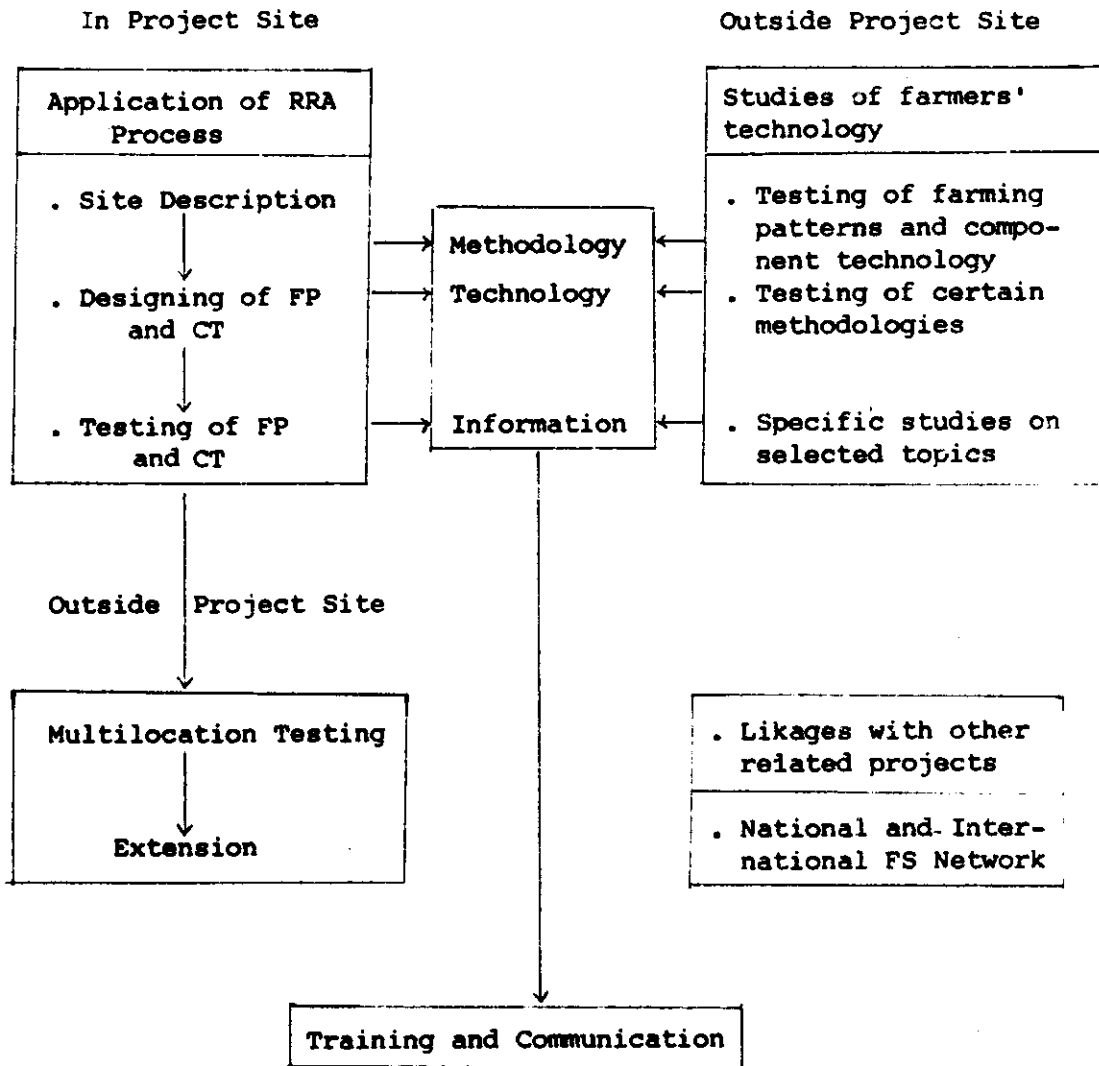 In Project Site
Outside Project Site
Application of RRA
Process
. Site Description
. Designing of FP
and CT
. Testing of FP
and CT
Methodology
Technology
Information
Studies of farmers'
technology
. Testing of farming
patterns and compo-
nent technology
. Testing of certain
methodologies
. Specific studies on
selected topics
Outside Project Site
Multilocation Testing
Extension
. Likages with other
related projects
. National and Inter-
national FS Network
Training and Communication